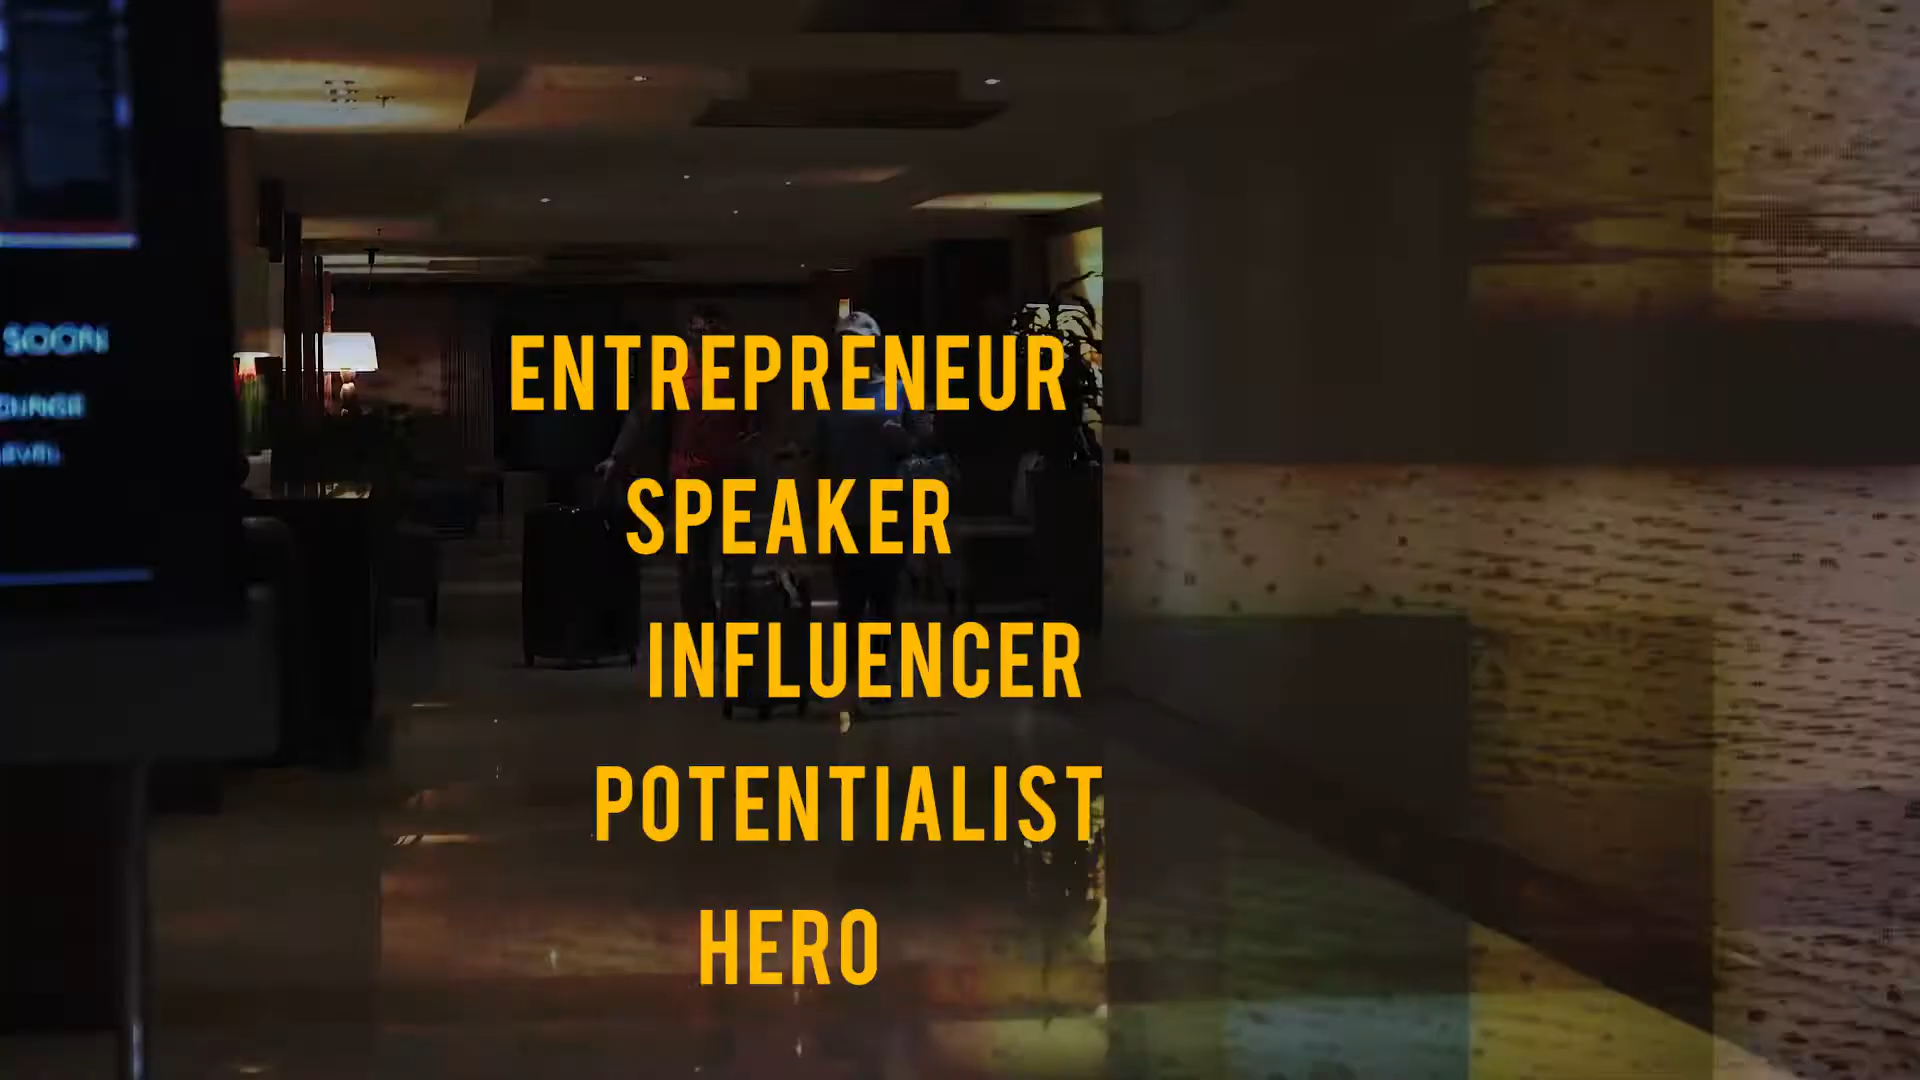 SOON
ENTREPRENEUR
SPEAKER
INFLUENCER
POTENTIALIST
HERO